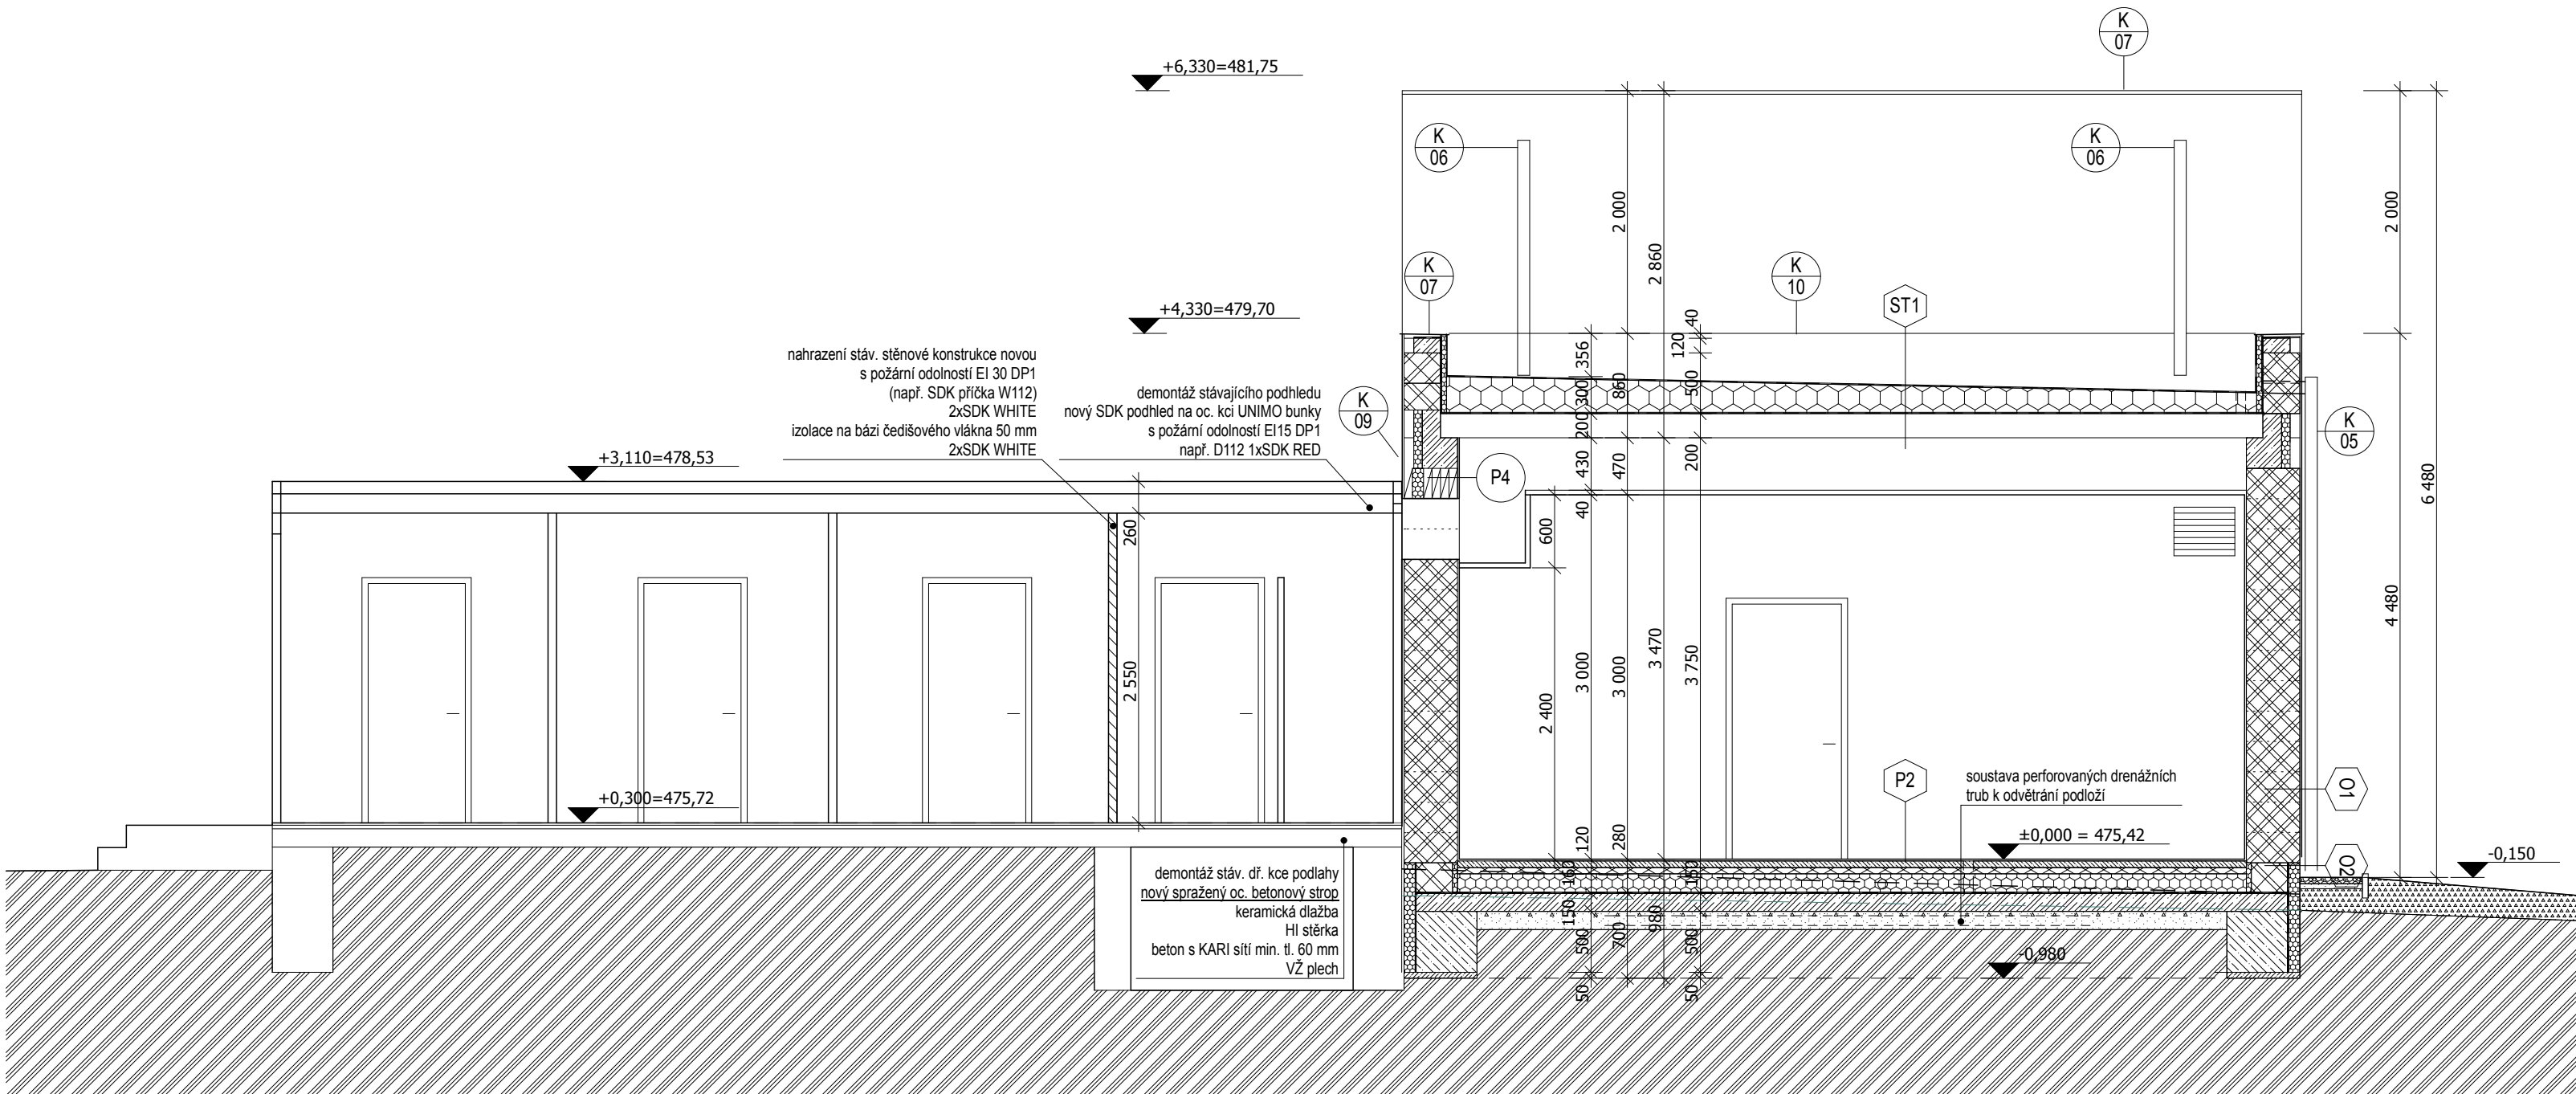 K
07
+6,330=481,75
K
06
K
06
2 000
2 000
2 860
K
07
K
10
ST1
+4,330=479,70
40
120
356
nahrazení stáv. stěnové konstrukce novou
s požární odolností EI 30 DP1
(např. SDK příčka W112)
2xSDK WHITE
izolace na bázi čedišového vlákna 50 mm
2xSDK WHITE
demontáž stávajícího podhledu
nový SDK podhled na oc. kci UNIMO bunky
s požární odolností EI15 DP1
např. D112 1xSDK RED
K
09
300
860
500
200
K
05
+3,110=478,53
430
470
200
P4
6 480
40
260
600
4 480
2 550
2 400
3 000
3 000
3 470
3 750
+0,300=475,72
P2
soustava perforovaných drenážních
trub k odvětrání podloží
O1
±0,000 = 475,42
120
280
-0,150
O2
demontáž stáv. dř. kce podlahy
nový spražený oc. betonový strop
keramická dlažba
HI stěrka
beton s KARI sítí min. tl. 60 mm
VŽ plech
160
150
150
980
500
700
500
-0,980
50
50